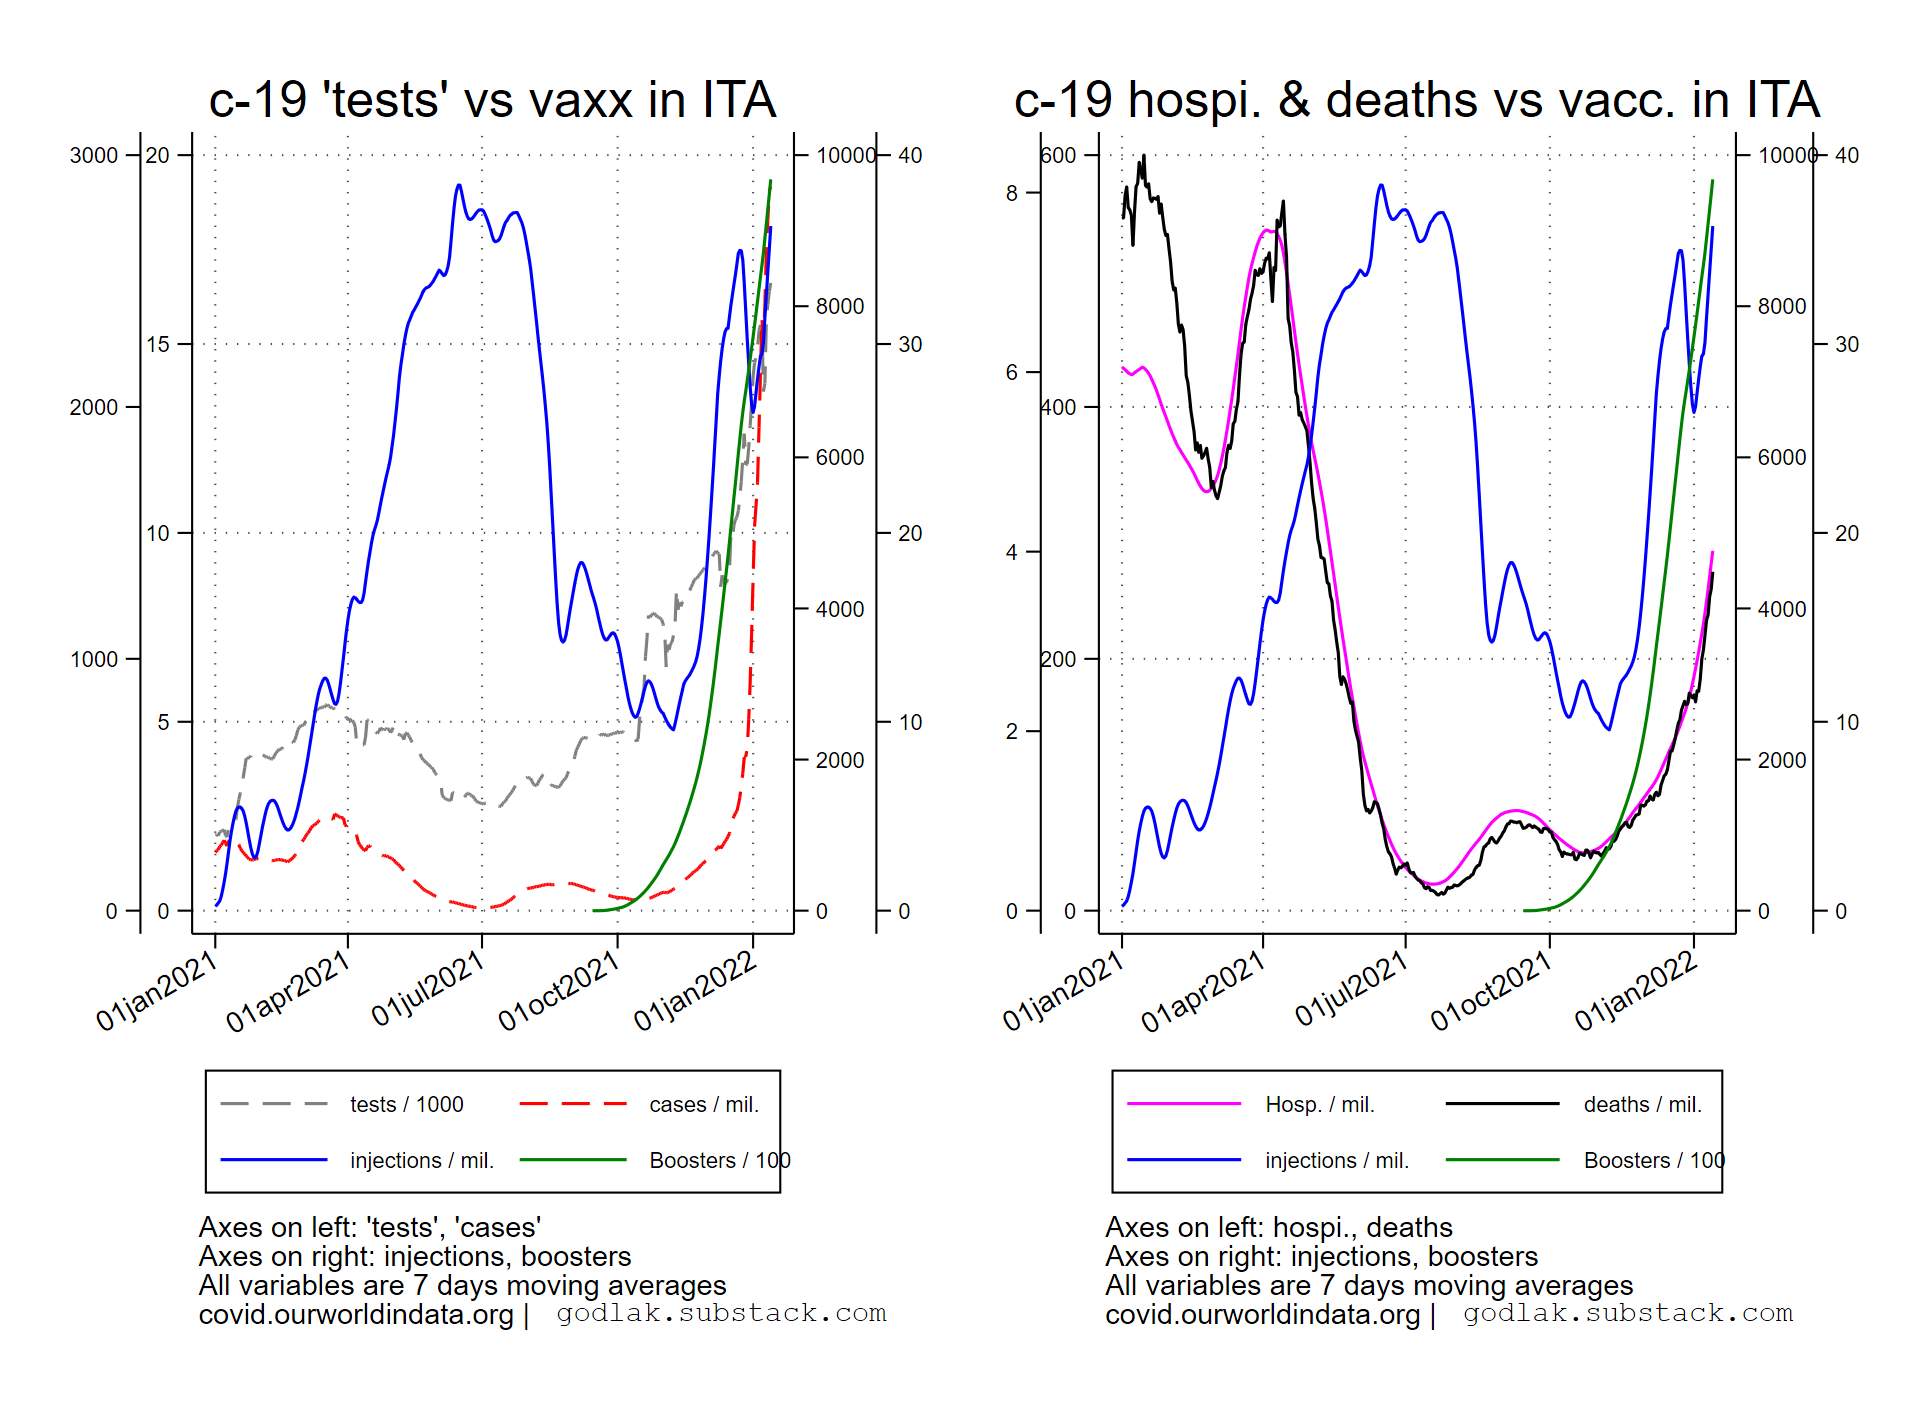 c-19 'tests' vs vaxx in ITA
3000
2000
1000
0
20
15
10
5
0
10000
8000
6000
4000
2000
0
40
30
20
10
0
01jan2021
01apr2021
01jul2021
01oct2021
01jan2022
tests / 1000
cases / mil.
injections / mil.
Boosters / 100
Axes on left: 'tests', 'cases'
Axes on right: injections, boosters
All variables are 7 days moving averages
covid.ourworldindata.org | godlak.substack.com
c-19 hospi. & deaths vs vacc. in ITA
8
6
4
2
0
600
400
200
0
10000
8000
6000
4000
2000
0
40
30
20
10
0
01jan2021
01apr2021
01jul2021
01oct2021
01jan2022
Hosp. / mil.
deaths / mil.
injections / mil.
Boosters / 100
Axes on left: hospi., deaths
Axes on right: injections, boosters
All variables are 7 days moving averages
covid.ourworldindata.org | godlak.substack.com